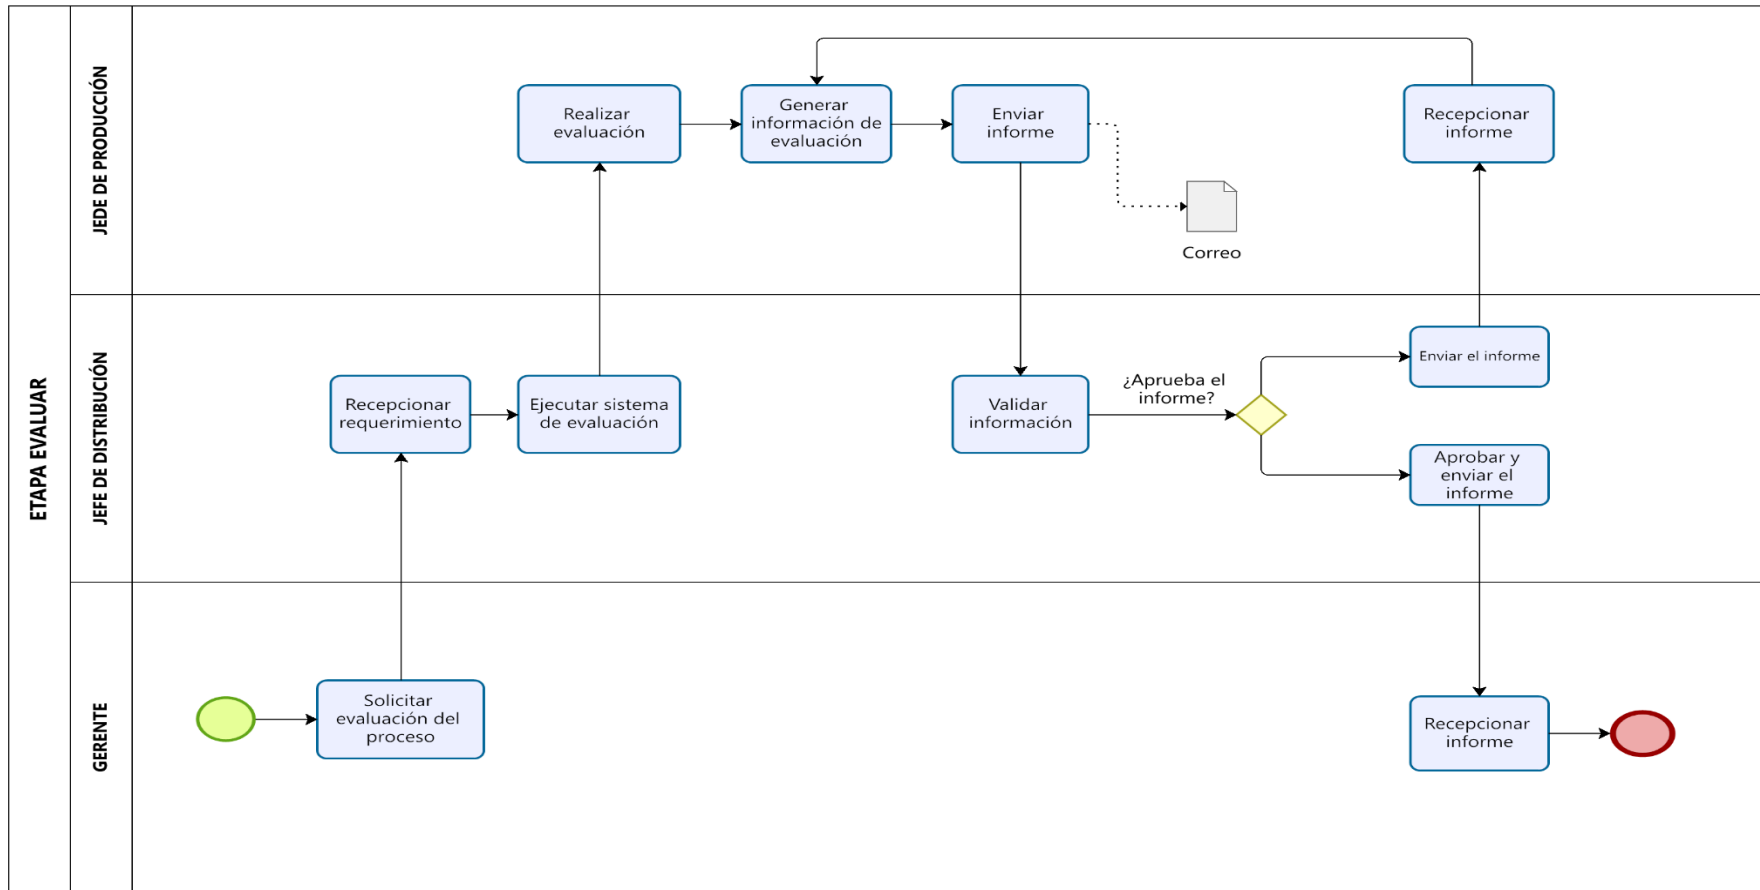 ETAPA EVALUAR
JEDE DE PRODUCCIÓN
Realizar
evaluación
Generar
información de
evaluación
Enviar
informe
Recepcionar
informe
Correo
JEFE DE DISTRIBUCIÓN
Recepcionar
requerimiento
Ejecutar sistema
de evaluación
Validar
información
¿Aprueba el
informe?
Enviar el informe
Aprobar y
enviar el
informe
GERENTE
Solicitar
evaluación del
proceso
Recepcionar
informe